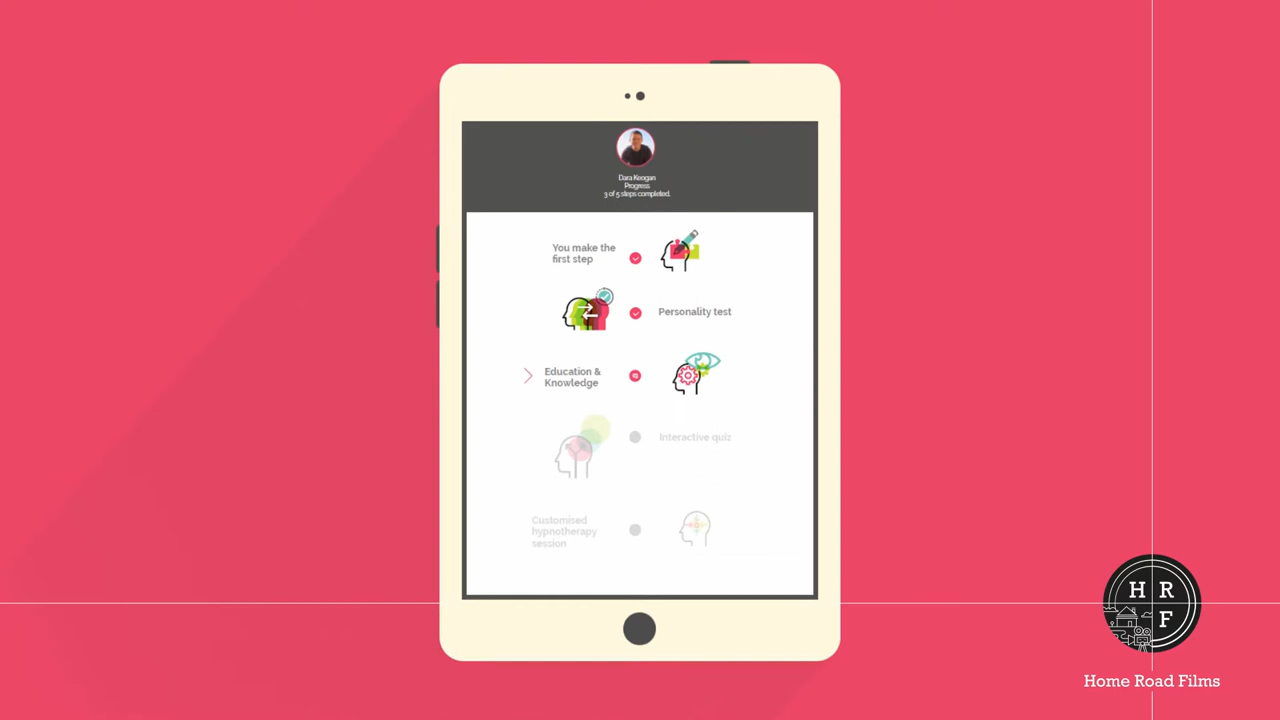 Dara Keogan
Progress
3 of 5 steps completed.
You make the
first step
Personality test
Education &
Knowledge
Interactive quiz
Customised
hypnotherapy
session
H R
F
Home Road Films